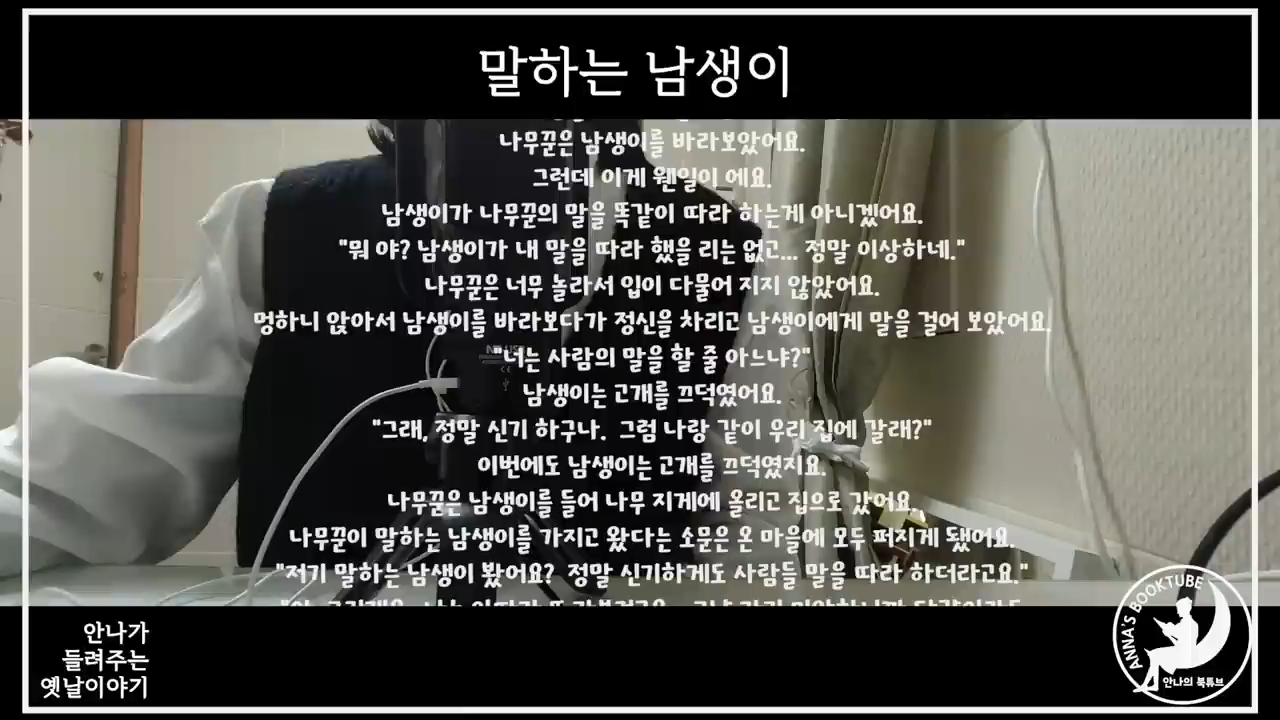 말하는 남생이
나무꾼은 남생이를 바라보았어요.
그런데 이게 웬일이 에요.
남생이가 나무꾼의 말을 똑같이 따라 하는게 아니겠어요.
"뭐 야? 남생이가 내 말을 따라 했을 리는 없고... 정말 이상하네."
나무꾼은 너무 놀라서 입이 다물어 지지 않았어요.
멍하니 앉아서 남생이를 바라보다가 정신을 차리고 남생이에게 말을 걸어 보았어요.
"너는 사람의 말을 할 줄 아느냐?"
남생이는 고개를 끄덕였어요.
"그래, 정말 신기 하구나. 그럼 나랑 같이 우리 집에 갈래?"
이번에도 남생이는 고개를 끄덕였지요.
나무꾼은 남생이를 들어 나무 지게에 올리고 집으로 갔어요.
나무꾼이 말하는 남생이를 가지고 왔다는 소문은 온 마을에 모두 퍼지게 됐어요.
"저기 말하는 남생이 봤어요? 정말 신기하게도 사람들 말을 따라 하더라고요."
안나가
들려주는
옛날이야기
ANNA'S BOOKTUBE
안나의 북튜브